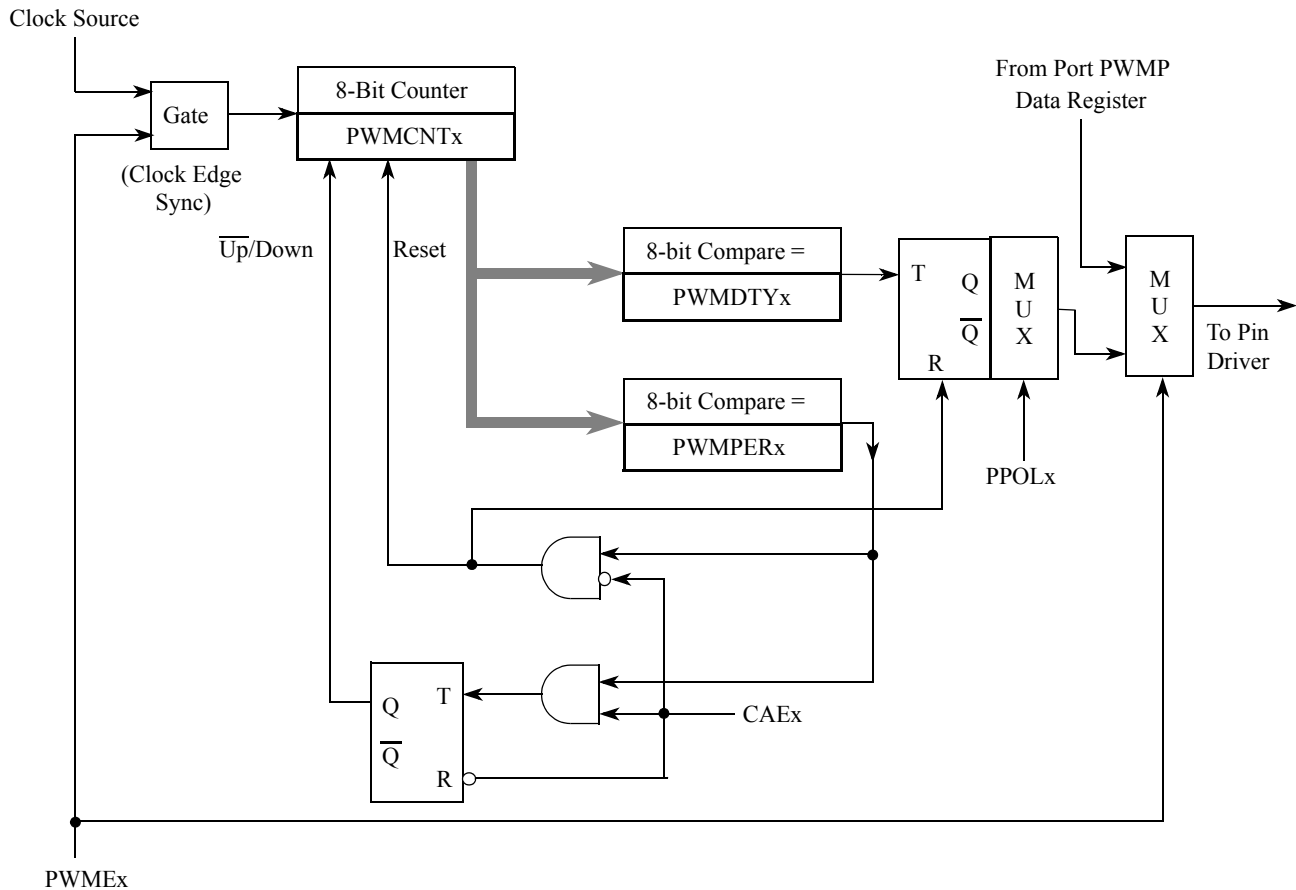 Clock Source
From Port PWMP
Data Register
8-Bit Counter
Gate
PWMCNTx
(Clock Edge
Sync)
U̅p̅/Down
Reset
8-bit Compare =
PWMDTYx
T
Q
Q̅
R
M
U
X
M
U
X
To Pin
Driver
8-bit Compare =
PWMPERx
PPOLx
Q
T
Q̅
R
CAEx
PWMEx